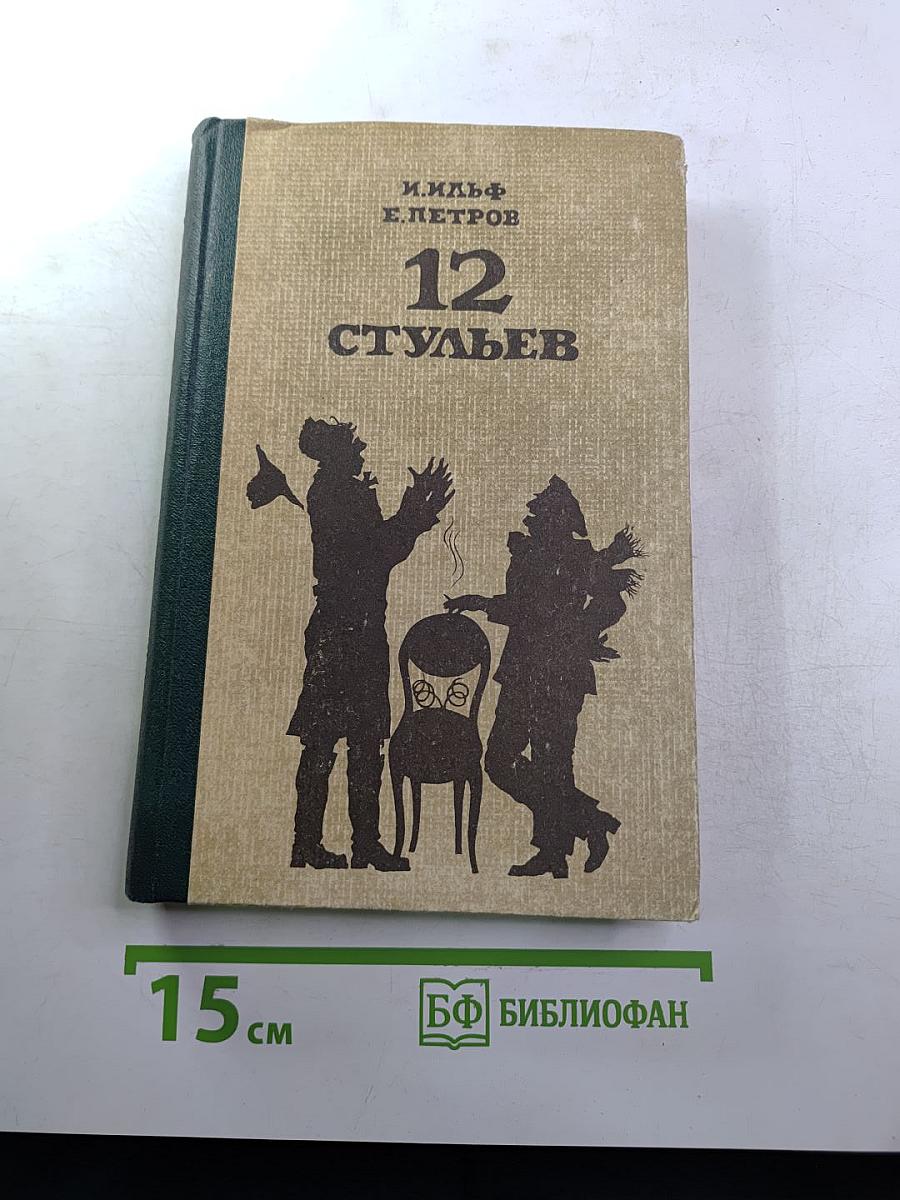 И.ИЛЬФ
Е.ПЕТРОВ
12
СТУЛЬЕВ
15 см
БФ БИБЛИОФАН